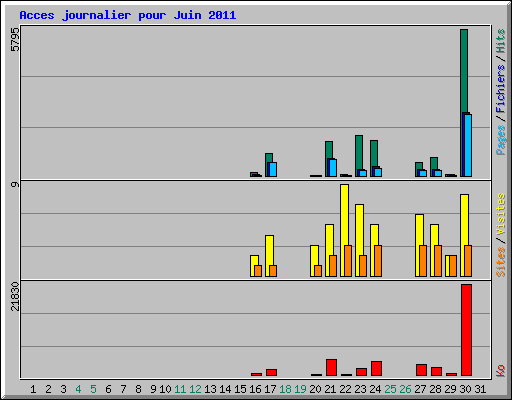 Acces journalier pour Juin 2011
5795
Pages / Fichiers / Hits
9
Sites / Visites
21830
Ko
1 2 3 4 5 6 7 8 9 10 11 12 13 14 15 16 17 18 19 20 21 22 23 24 25 26 27 28 29 30 31